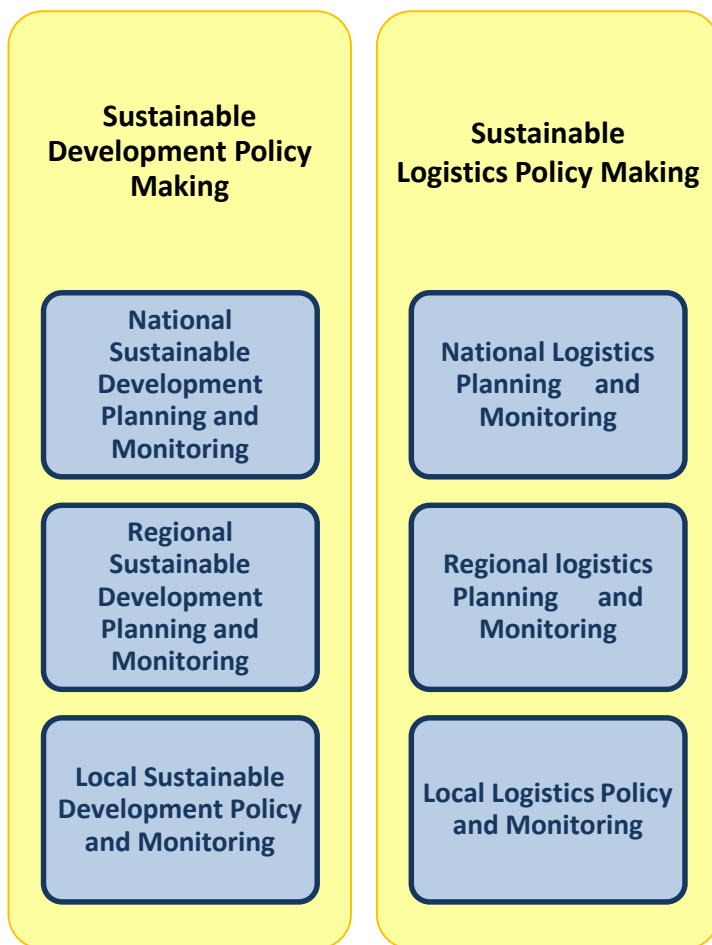 Sustainable
Development Policy
Making
National
Sustainable
Development
Planning and
Monitoring
Regional
Sustainable
Development
Planning and
Monitoring
Local Sustainable
Development Policy
and Monitoring
Sustainable
Logistics Policy Making
National Logistics
Planning and
Monitoring
Regional logistics
Planning and
Monitoring
Local Logistics Policy
and Monitoring